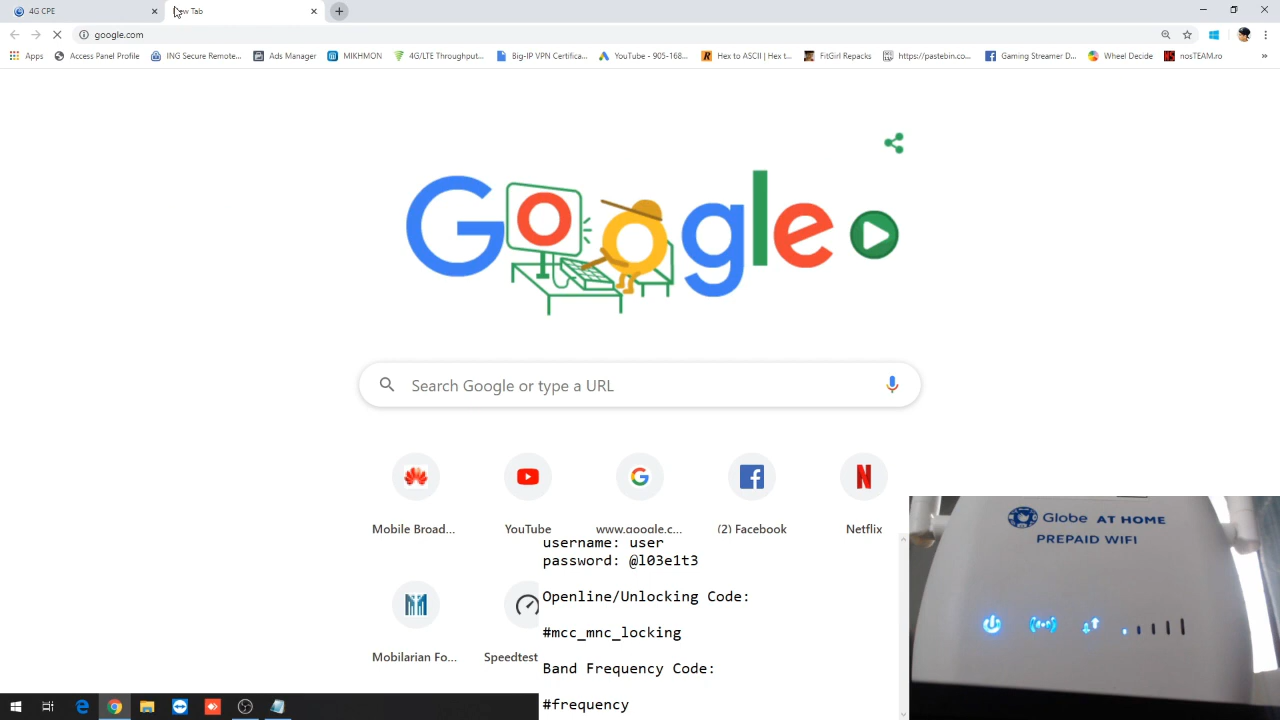 4G CPE
w Tab
google.com
Apps
Access Panel Profile
ING Secure Remote...
Ads Manager
MIKHMON
4G/LTE Throughput...
Big-IP VPN Certifica...
YouTube - 905-168...
Hex to ASCII | Hex t...
FitGirl Repacks
https://pastebin.co...
Gaming Streamer D...
Wheel Decide
nosTEAM.ro
»
Google
Search Google or type a URL
Mobile Broad...
YouTube
www.google.c...
(2) Facebook
Netflix
Mobilarian Fo...
Speedtest
username: user
password: @l03e1t3
Openline/Unlocking Code:
#mcc_mnc_locking
Band Frequency Code:
#frequency
Globe AT HOME
PREPAID WIFI